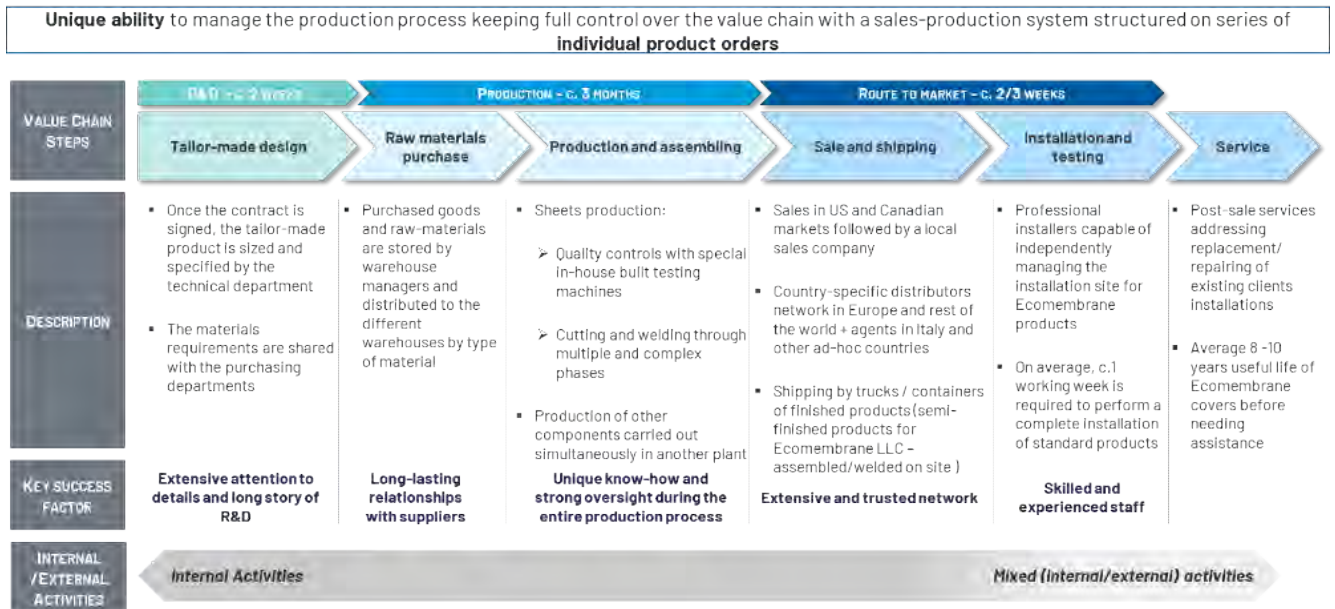 Unique ability to manage the production process keeping full control over the value chain with a sales-production system structured on series of
individual product orders
VALUE CHAIN
STEPS
R&D – c. 2 WEEKS
PRODUCTION – C. 3 MONTHS
ROUTE TO MARKET – C. 2/3 WEEKS
Tailor-made design
Raw materials
purchase
Production and assembling
Sale and shipping
Installation and
testing
Service
DESCRIPTION
▪ Once the contract is
signed, the tailor-made
product is sized and
specified by the
technical department
▪ The materials
requirements are shared
with the purchasing
departments
▪ Purchased goods
and raw-materials
are stored by
warehouse
managers and
distributed to the
different
warehouses by type
of material
▪ Sheets production:
➢ Quality controls with special
in-house built testing
machines
➢ Cutting and welding through
multiple and complex
phases
▪ Production of other
components carried out
simultaneously in another plant
▪ Sales in US and Canadian
markets followed by a local
sales company
▪ Country-specific distributors
network in Europe and rest of
the world + agents in Italy and
other ad-hoc countries
▪ Shipping by trucks / containers
of finished products (semi-
finished products for
Ecomembrane LLC –
assembled/welded on site )
▪ Professional
installers capable of
independently
managing the
installation site for
Ecomembrane
products
▪ On average, c.1
working week is
required to perform a
complete installation
of standard products
▪ Post-sale services
addressing
replacement/
repairing of
existing clients
installations
▪ Average 8 -10
years useful life of
Ecomembrane
covers before
needing
assistance
KEY SUCCESS
FACTOR
Extensive attention to
details and long story of
R&D
Long-lasting
relationships
with suppliers
Unique know-how and
strong oversight during the
entire production process
Extensive and trusted network
Skilled and
experienced staff
INTERNAL
/EXTERNAL
ACTIVITIES
Internal Activities
Mixed (internal/external) activities